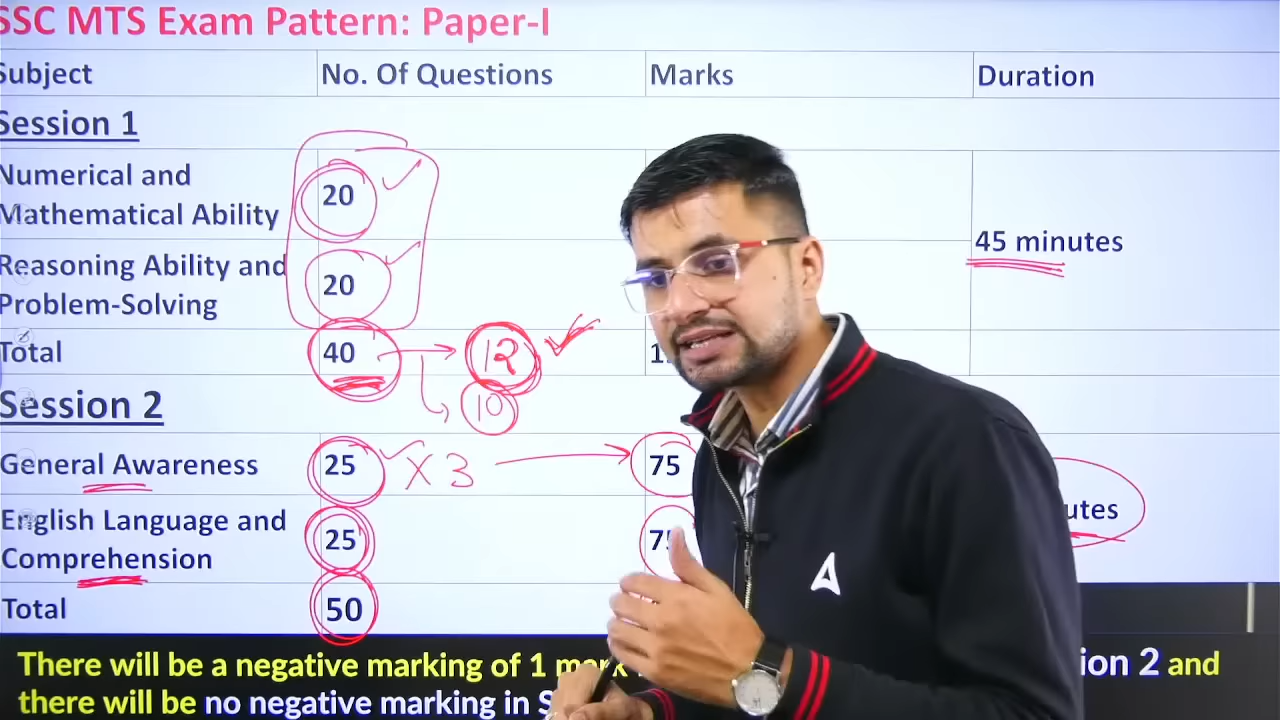 SSC MTS Exam Pattern: Paper-I
Subject No. Of Questions Marks Duration
Session 1
Numerical and Mathematical Ability 20 45 minutes
Reasoning Ability and Problem-Solving 20
Total 40 12
10
Session 2
General Awareness 25 X 3 75
English Language and Comprehension 25
Total 50
There will be a negative marking of 1 mark ion 2 and
there will be no negative marking in S